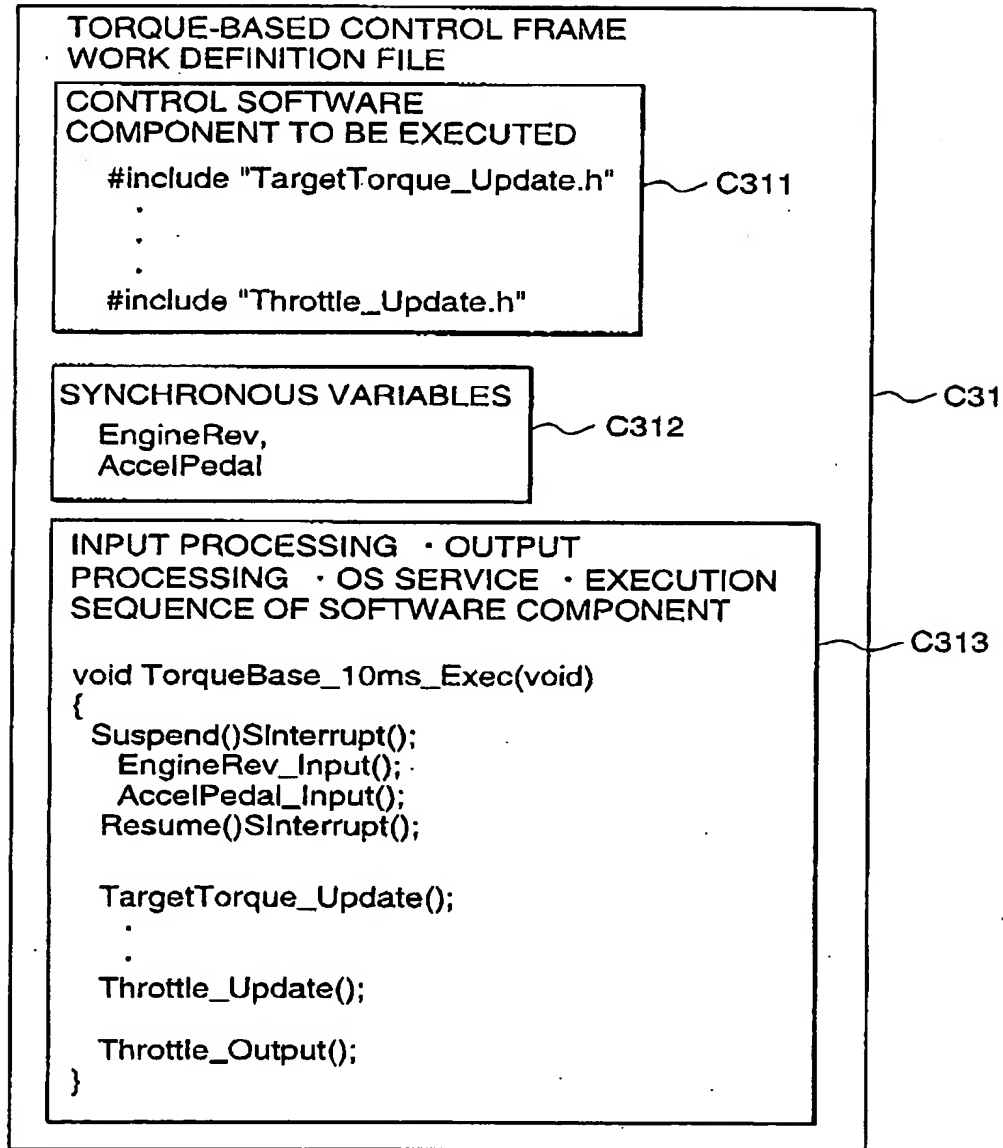 TORQUE-BASED CONTROL FRAME
WORK DEFINITION FILE
CONTROL SOFTWARE
COMPONENT TO BE EXECUTED
#include "TargetTorque_Update.h"
.
.
.
#include "Throttle_Update.h"
C311
SYNCHRONOUS VARIABLES
EngineRev,
AccelPedal
C312
C31
INPUT PROCESSING ・OUTPUT
PROCESSING ・OS SERVICE ・EXECUTION
SEQUENCE OF SOFTWARE COMPONENT
C313
void TorqueBase_10ms_Exec(void)
{
Suspend()SInterrupt();
EngineRev_Input();
AccelPedal_Input();
Resume()SInterrupt();
TargetTorque_Update();
.
.
Throttle_Update();
Throttle_Output();
}